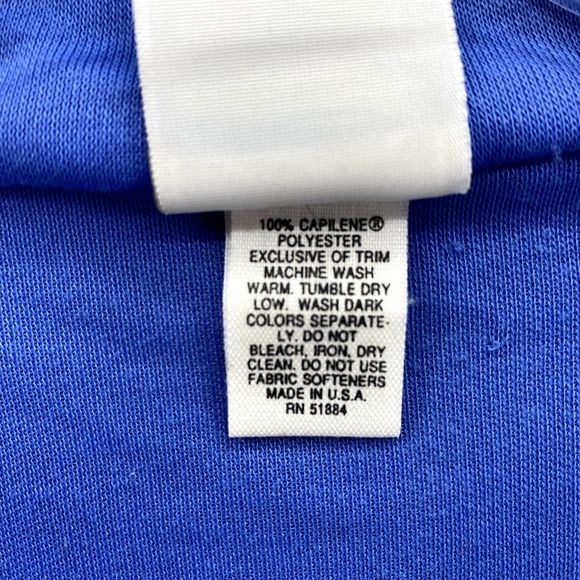 100% CAPILENE®
POLYESTER
EXCLUSIVE OF TRIM
MACHINE WASH
WARM. TUMBLE DRY
LOW. WASH DARK
COLORS SEPARATE-
LY. DO NOT
BLEACH, IRON, DRY
CLEAN. DO NOT USE
FABRIC SOFTENERS
MADE IN U.S.A.
RN 51884